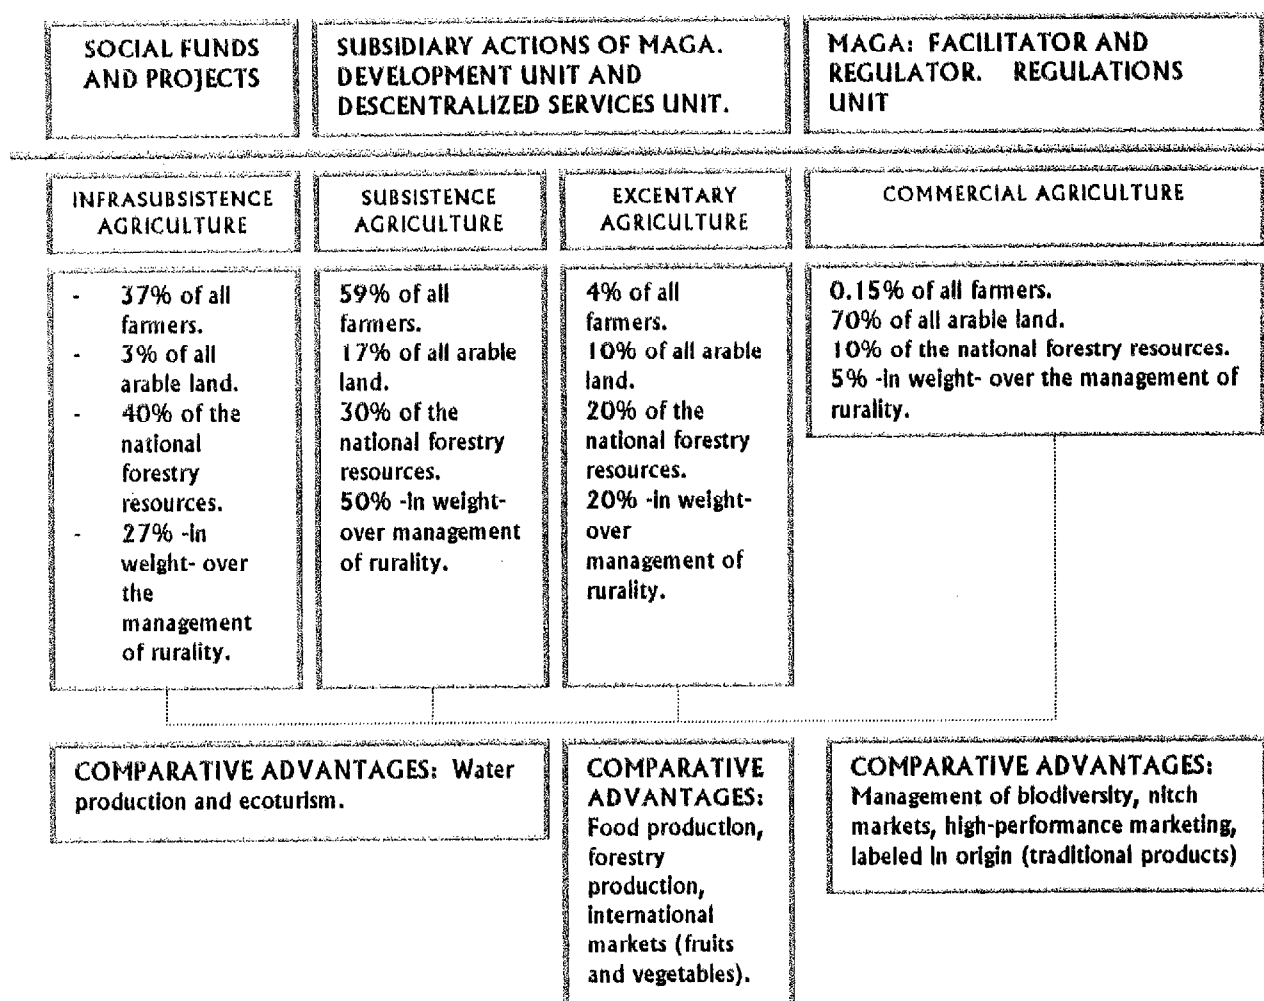 SOCIAL FUNDS
AND PROJECTS
SUBSIDIARY ACTIONS OF MAGA.
DEVELOPMENT UNIT AND
DESCENTRALIZED SERVICES UNIT.
MAGA: FACILITATOR AND
REGULATOR. REGULATIONS
UNIT
INFRASUBSISTENCE
AGRICULTURE
SUBSISTENCE
AGRICULTURE
EXCENTARY
AGRICULTURE
COMMERCIAL AGRICULTURE
- 37% of all
farmers.
- 3% of all
arable land.
- 40% of the
national
forestry
resources.
- 27% -in
weight- over
the
management
of rurality.
59% of all
farmers.
17% of all arable
land.
30% of the
national forestry
resources.
50% -in weight-
over management
of rurality.
4% of all
farmers.
10% of all arable
land.
20% of the
national forestry
resources.
20% -in weight-
over
management of
rurality.
0.15% of all farmers.
70% of all arable land.
10% of the national forestry resources.
5% -in weight- over the management of
rurality.
COMPARATIVE ADVANTAGES: Water
production and ecoturism.
COMPARATIVE
ADVANTAGES:
Food production,
forestry
production,
international
markets (fruits
and vegetables).
COMPARATIVE ADVANTAGES:
Management of biodiversity, nitch
markets, high-performance marketing,
labeled in origin (traditional products)